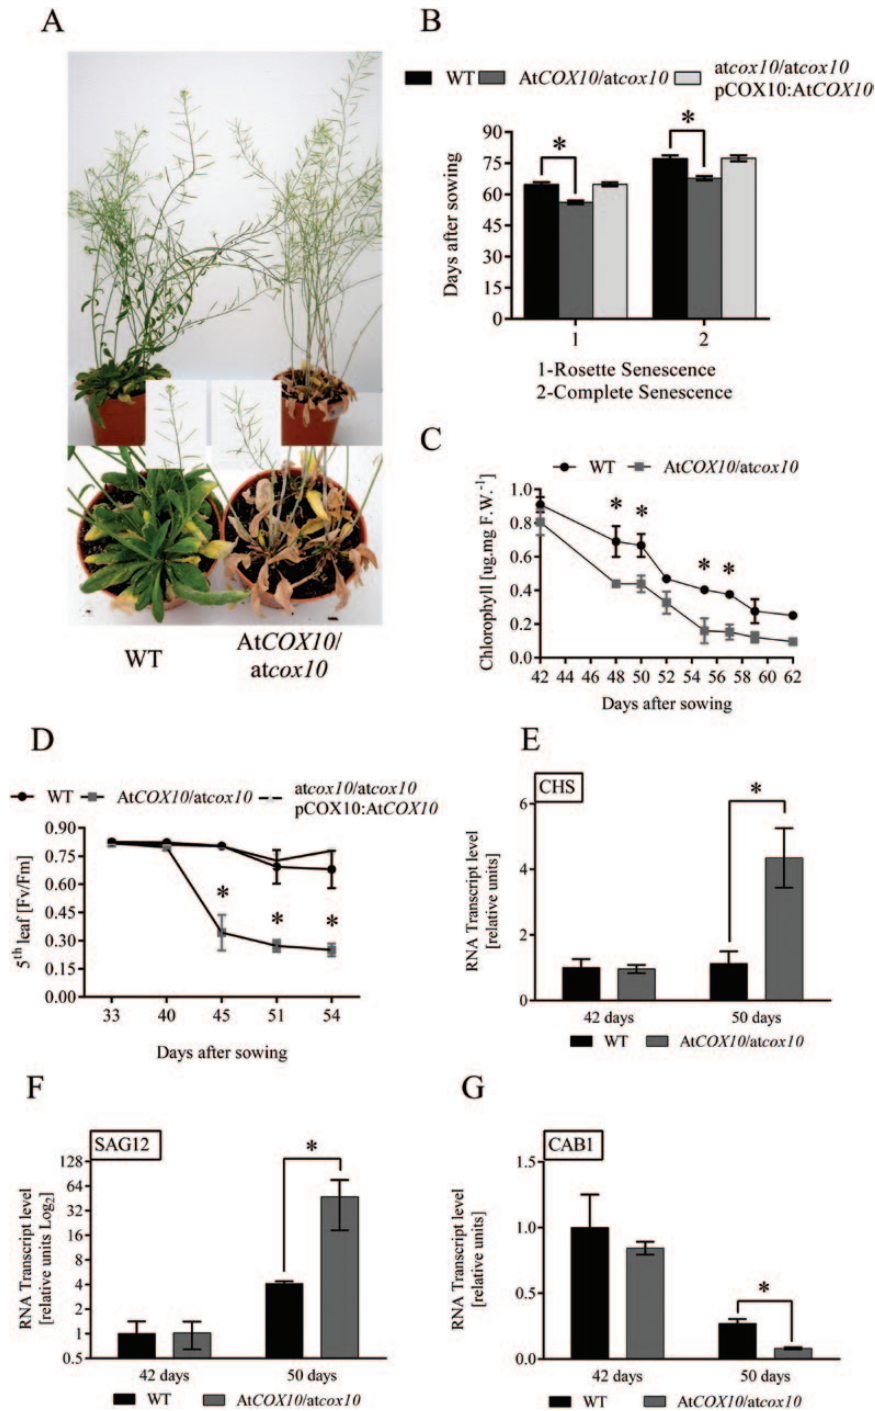 A
WT
AtCOX10/
atcox10
B
WT AtCOX10/atcox10 atcox10/atcox10
pCOX10:AtCOX10
Days after sowing
90
75
60
45
30
15
0
* *
1 2
1-Rosette Senescence
2-Complete Senescence
C
WT AtCOX10/atcox10
Chlorophyll [ug.mg F.W.⁻¹]
1.0
0.8
0.6
0.4
0.2
0.0
* * * *
42 44 46 48 50 52 54 56 58 60 62
Days after sowing
D
WT AtCOX10/atcox10 atcox10/atcox10
pCOX10:AtCOX10
5th leaf [Fv/Fm]
0.90
0.75
0.60
0.45
0.30
0.15
0.00
* * *
33 40 45 51 54
Days after sowing
E
CHS
RNA Transcript level
[relative units]
6
4
2
0
*
42 days 50 days
WT AtCOX10/atcox10
F
SAG12
RNA Transcript level
[relative units Log2]
128
64
32
16
8
4
2
1
0.5
*
42 days 50 days
WT AtCOX10/atcox10
G
CAB1
RNA Transcript level
[relative units]
1.5
1.0
0.5
0.0
*
42 days 50 days
WT AtCOX10/atcox10